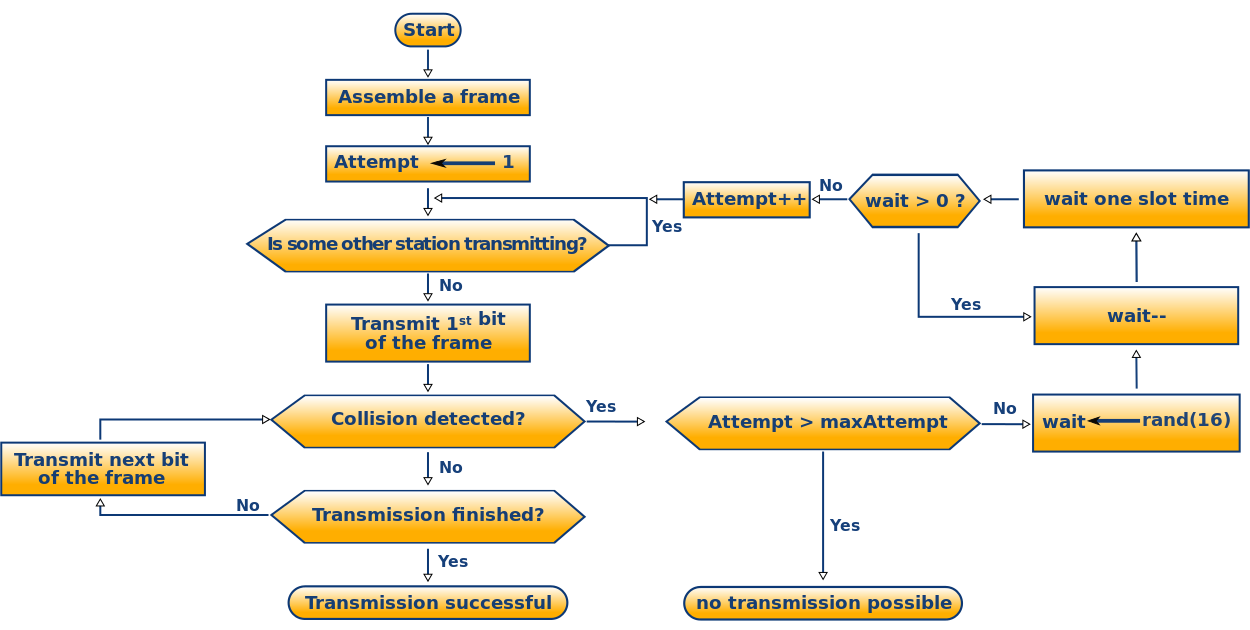 Start
Assemble a frame
Attempt 1
Attempt++
No
wait > 0 ?
wait one slot time
Yes
Is some other station transmitting?
No
Yes
wait--
Transmit 1st bit
of the frame
Yes
No
Collision detected?
Attempt > maxAttempt
wait rand(16)
Transmit next bit
of the frame
No
No
Transmission finished?
Yes
Yes
Transmission successful
no transmission possible